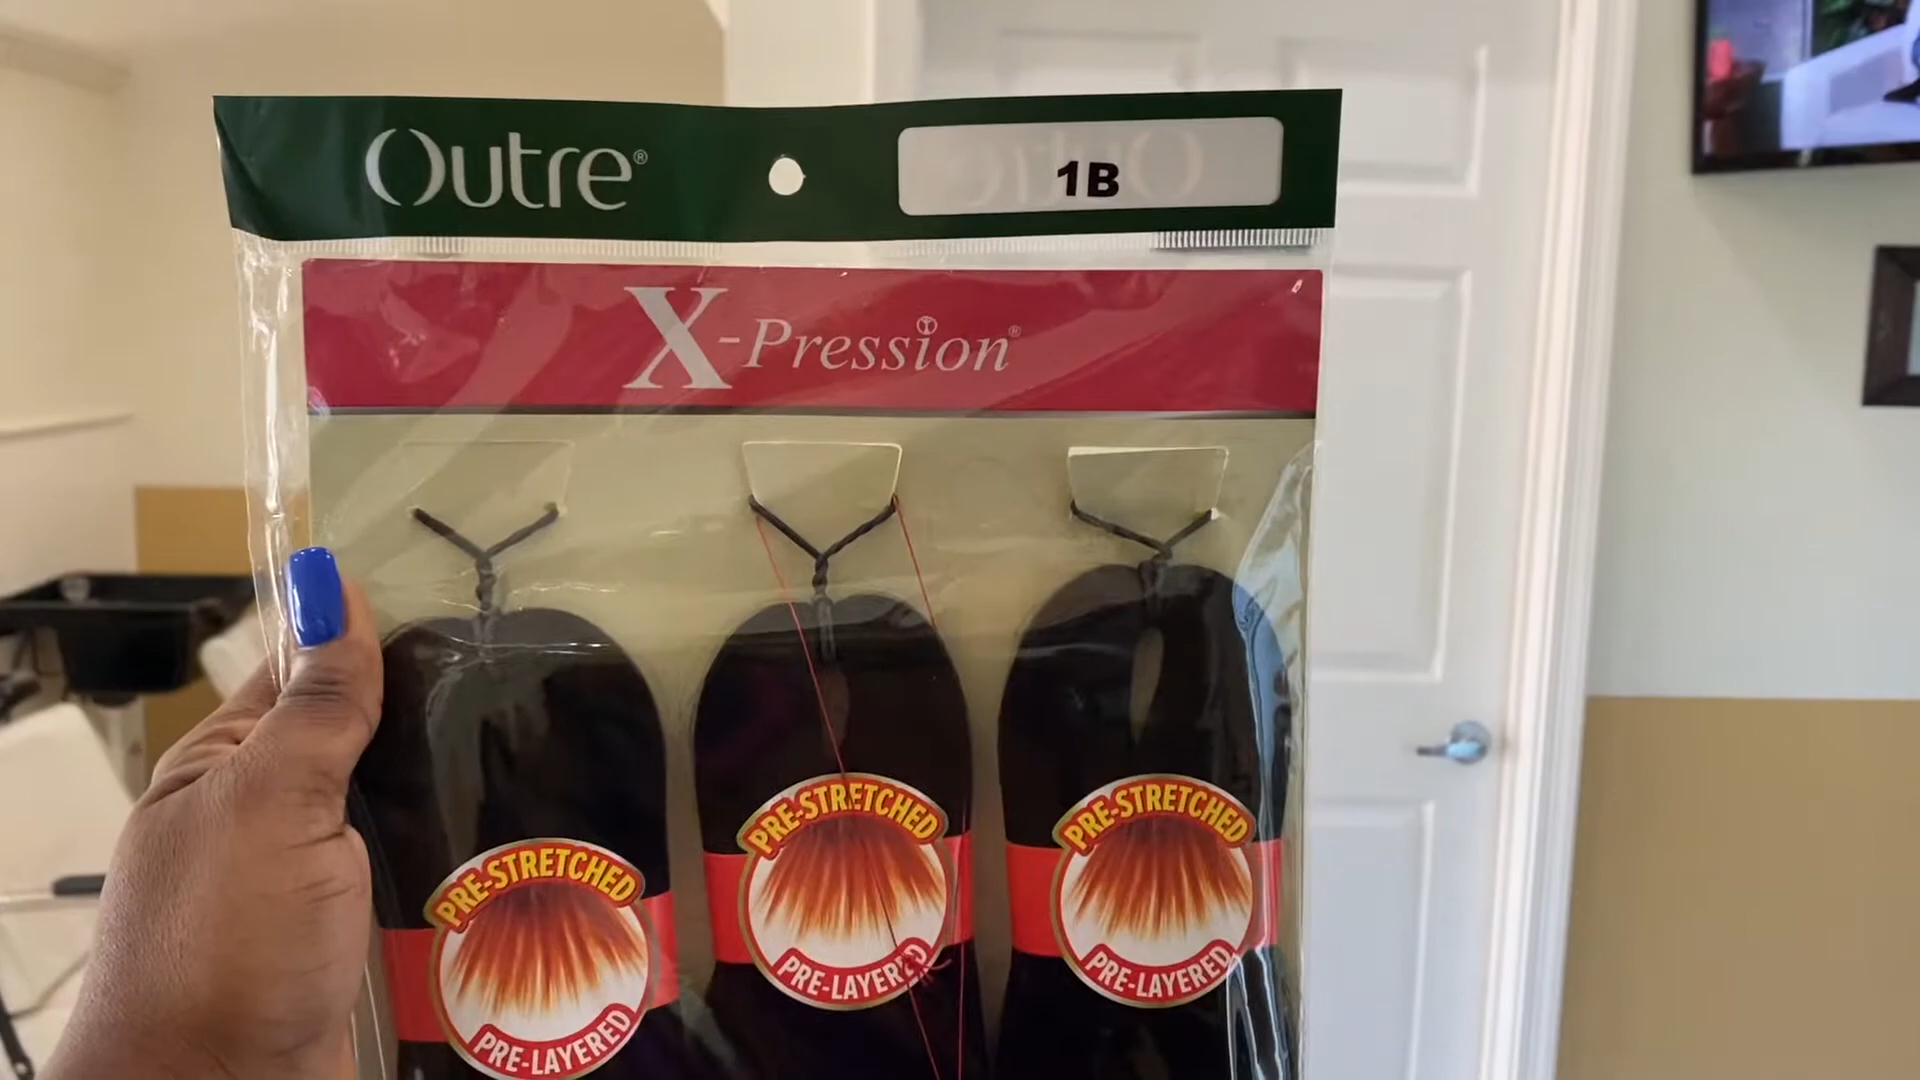 Outre®
1B
X-Pression®
PRE-STRETCHED
PRE-LAYERED
PRE-STRETCHED
PRE-LAYERED
PRE-STRETCHED
PRE-LAYERED